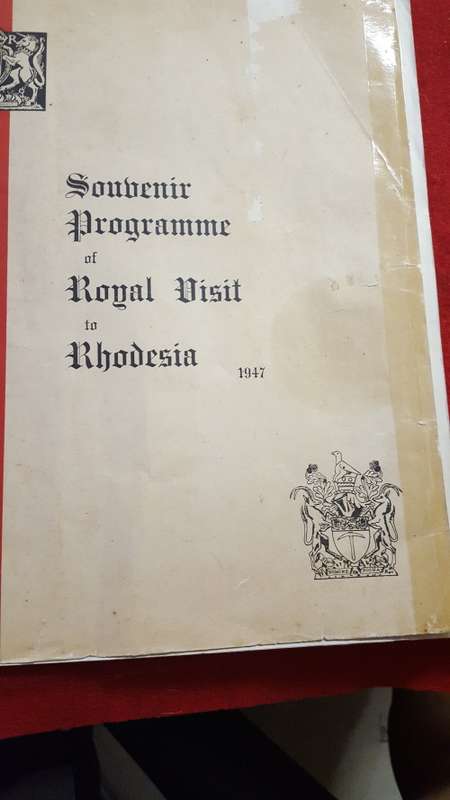 R
Souvenir
Programme
of
Royal Visit
to
Rhodesia 1947